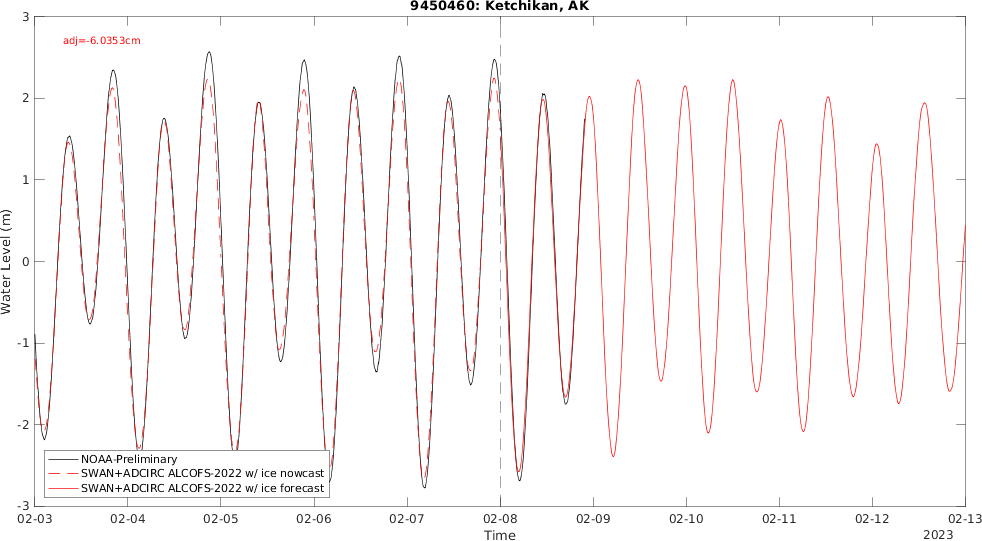 9450460: Ketchikan, AK
adj=-6.0353cm
3
2
1
0
-1
-2
-3
Water Level (m)
NOAA-Preliminary
SWAN+ADCIRC ALCOFS-2022 w/ ice nowcast
SWAN+ADCIRC ALCOFS-2022 w/ ice forecast
02-03 02-04 02-05 02-06 02-07 02-08 02-09 02-10 02-11 02-12 02-13
Time
2023